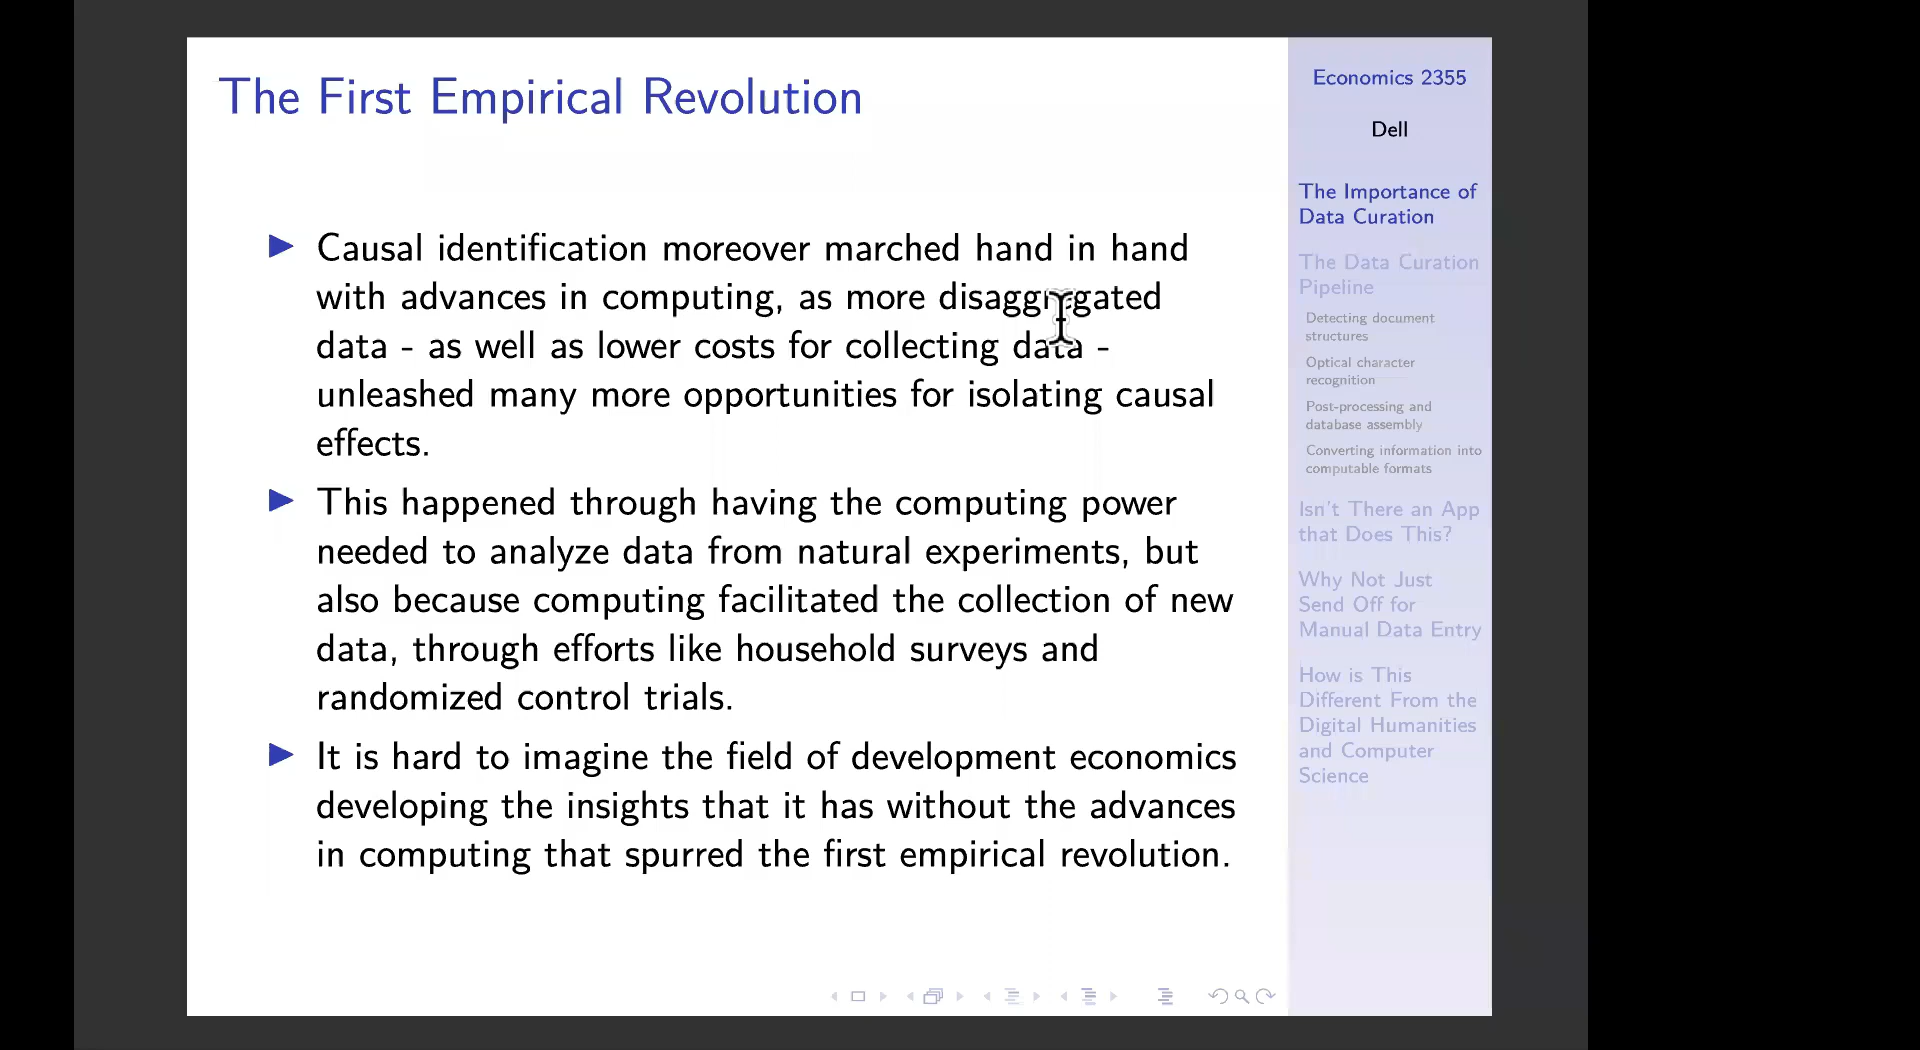 The First Empirical Revolution
Causal identification moreover marched hand in hand
with advances in computing, as more disaggregated
data - as well as lower costs for collecting data -
unleashed many more opportunities for isolating causal
effects.
This happened through having the computing power
needed to analyze data from natural experiments, but
also because computing facilitated the collection of new
data, through efforts like household surveys and
randomized control trials.
It is hard to imagine the field of development economics
developing the insights that it has without the advances
in computing that spurred the first empirical revolution.
Economics 2355
Dell
The Importance of
Data Curation
The Data Curation
Pipeline
Detecting document
structures
Optical character
recognition
Post-processing and
database assembly
Converting information into
computable formats
Isn't There an App
that Does This?
Why Not Just
Send Off for
Manual Data Entry
How is This
Different From the
Digital Humanities
and Computer
Science